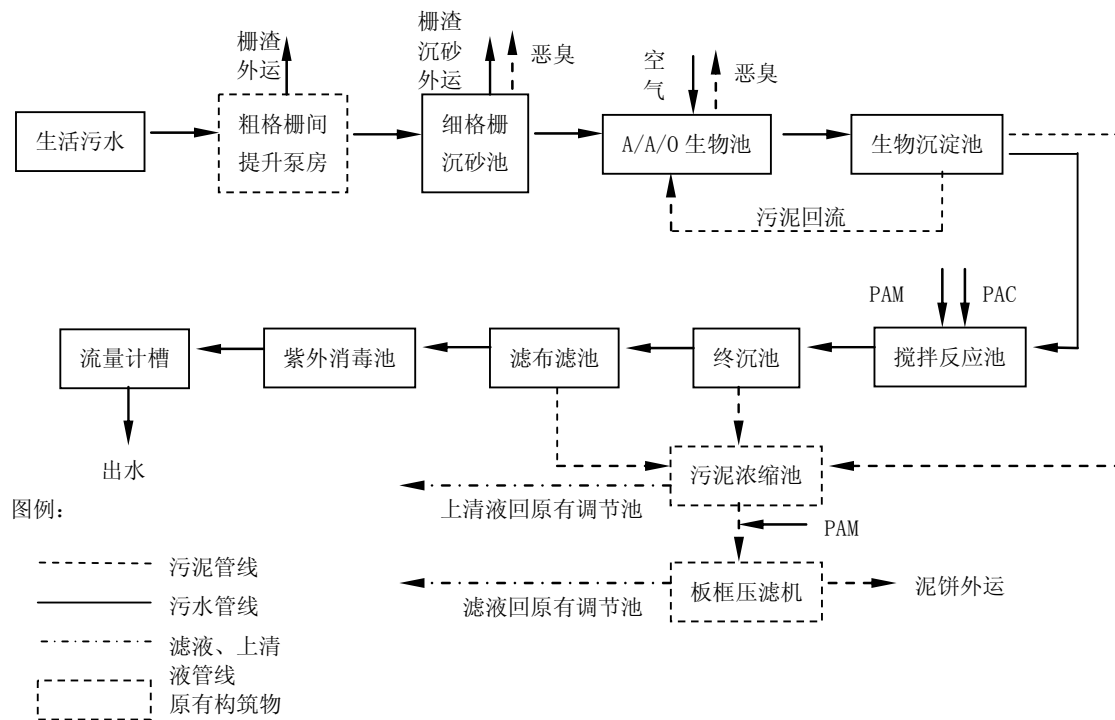 栅渣
外运
栅渣
沉砂
外运
恶臭
空
气
恶臭
生活污水
粗格栅间
提升泵房
细格栅
沉砂池
A/A/O 生物池
生物沉淀池
污泥回流
PAM
PAC
流量计槽
紫外消毒池
滤布滤池
终沉池
搅拌反应池
出水
污泥浓缩池
上清液回原有调节池
PAM
板框压滤机
泥饼外运
滤液回原有调节池
图例：
污泥管线
污水管线
滤液、上清
液管线
原有构筑物